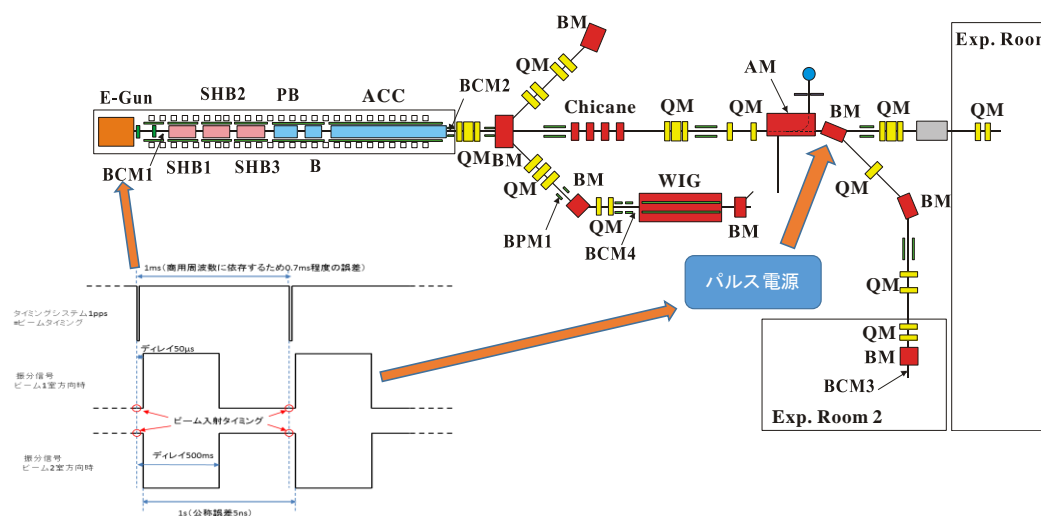 BM
Exp. Room
QM
AM
E-Gun
SHB2
PB
ACC
BCM2
Chicane
QM
QM
BM
QM
QM
BCM1
SHB1
SHB3
B
QM
BM
QM
BM
WIG
QM
BM
BPM1
QM
BCM4
BM
パルス電源
QM
QM
BM
BCM3
Exp. Room 2
1ms(商用周波数に依存するため0.7ms程度の誤差)
タイミングシステム1pps
=ビームタイミング
ディレイ50μs
振分信号
ビーム1室方向時
ビーム入射タイミング
ディレイ500ms
振分信号
ビーム2室方向時
1s(公称誤差5ns)